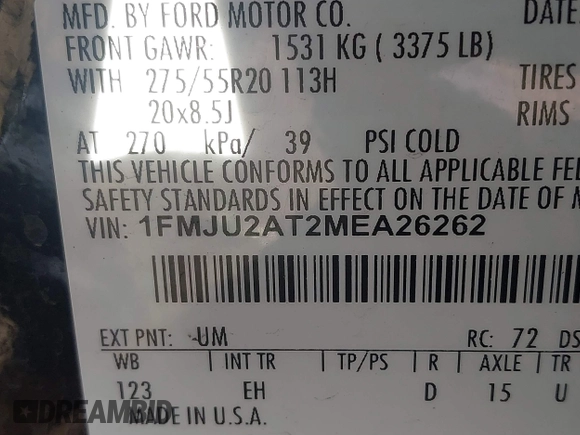 MFD. BY FORD MOTOR CO. DATE
FRONT GAWR: 1531 KG ( 3375 LB)
WITH 275/55R20 113H TIRES
20x8.5J RIMS
AT 270 kPa/ 39 PSI COLD
THIS VEHICLE CONFORMS TO ALL APPLICABLE FE
SAFETY STANDARDS IN EFFECT ON THE DATE OF
VIN: 1FMJU2AT2MEA26262
EXT PNT: UM RC: 72 DS
WB INT TR TP/PS R AXLE TR
123 EH D 15 U
MADE IN U.S.A.
DREAMBID